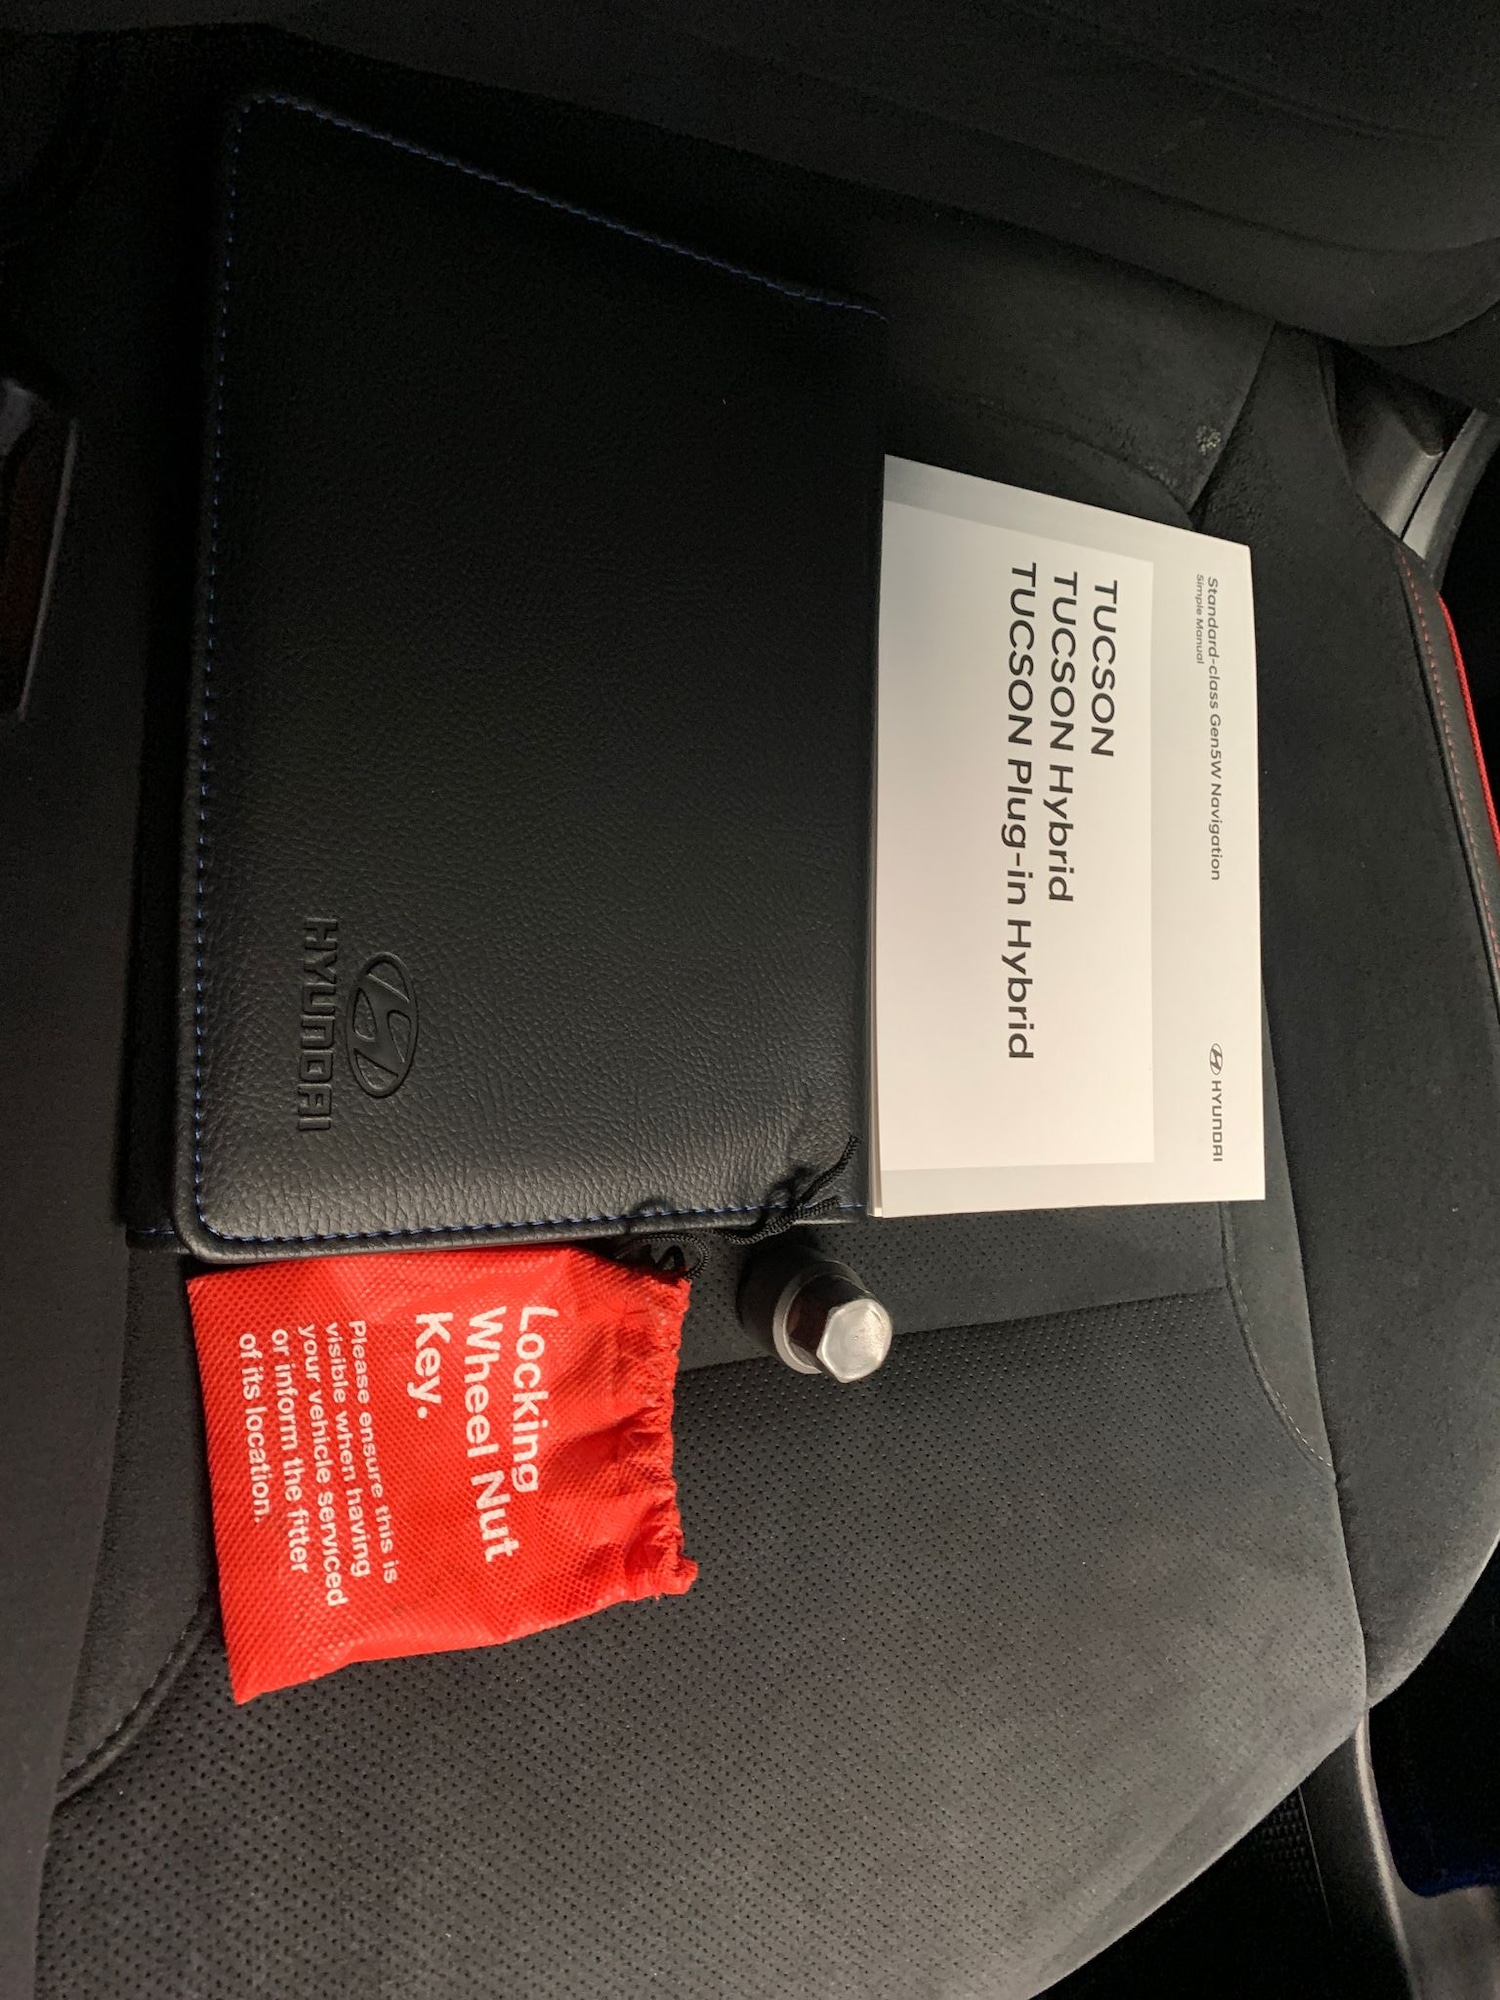 Standard-class Gen5W Navigation
Simple Manual
HYUNDAI
TUCSON
TUCSON Hybrid
TUCSON Plug-in Hybrid
HYUNDAI
Locking
Wheel Nut
Key.
Please ensure this is
visible when having
your vehicle serviced
or inform the fitter
of its location.